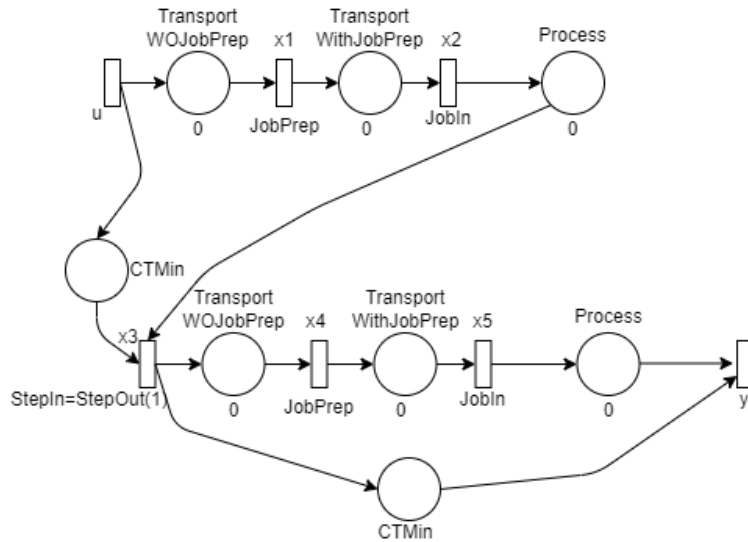 Transport
WOJobPrep
x1
Transport
WithJobPrep
x2
Process
u
0
JobPrep
0
JobIn
0
CTMin
Transport
WOJobPrep
x4
Transport
WithJobPrep
x5
Process
x3
StepIn=StepOut(1)
0
JobPrep
0
JobIn
0
y
CTMin